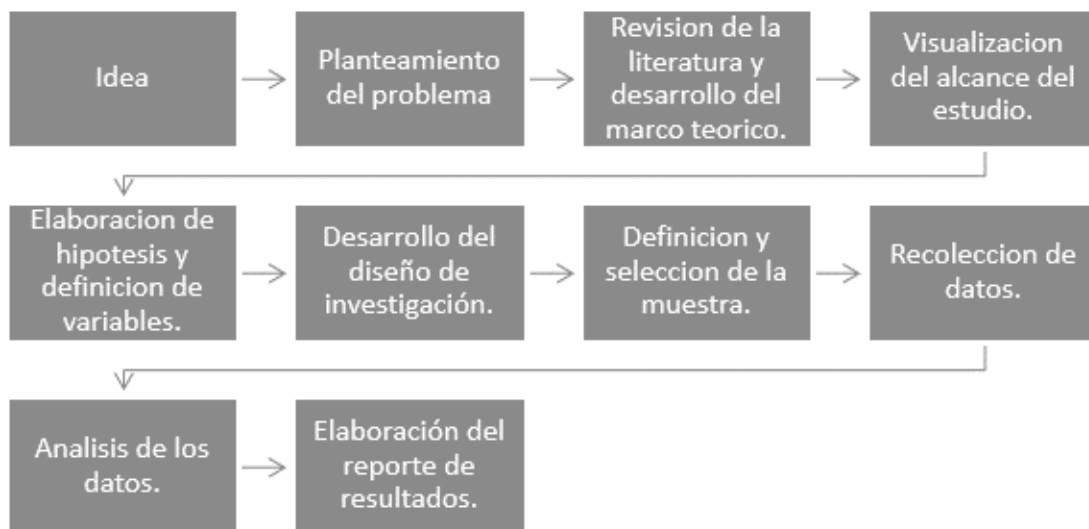 Idea
Planteamiento
del problema
Revision de la
literatura y
desarrollo del
marco teorico.
Visualizacion
del alcance del
estudio.
Elaboracion de
hipotesis y
definicion de
variables.
Desarrollo del
diseño de
investigación.
Definicion y
seleccion de la
muestra.
Recoleccion de
datos.
Analisis de los
datos.
Elaboración del
reporte de
resultados.